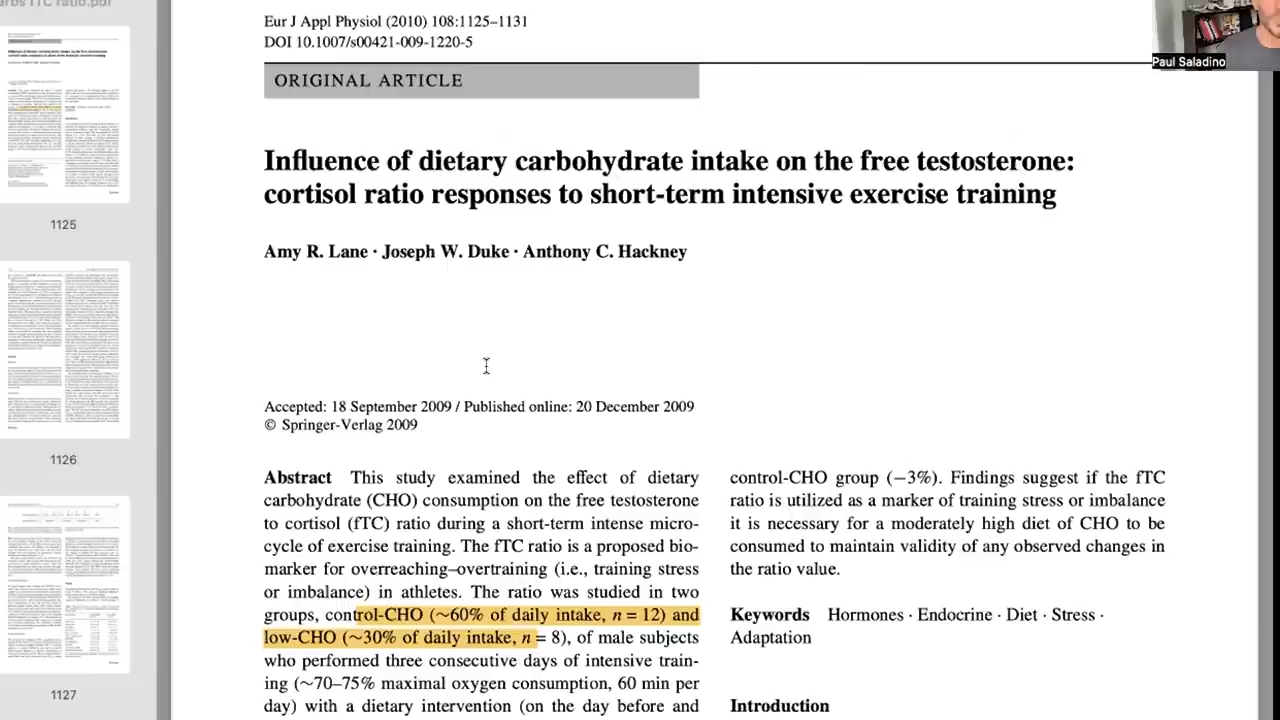 arbs TTC ratio.pdf
Eur J Appl Physiol (2010) 108:1125–1131
DOI 10.1007/s00421-009-1220-5
Paul Saladino
ORIGINAL ARTICLE
Influence of dietary carbohydrate intake on the free testosterone:
cortisol ratio responses to short-term intensive exercise training
Amy R. Lane · Joseph W. Duke · Anthony C. Hackney
Accepted: 18 September 2009 / Published online: 20 December 2009
© Springer-Verlag 2009
Abstract This study examined the effect of dietary
carbohydrate (CHO) consumption on the free testosterone
to cortisol (fTC) ratio during a short-term intense micro-
cycle of exercise training. The fTC ratio is a proposed bio-
marker for overreaching–overtraining (i.e., training stress
or imbalance) in athletes. The ratio was studied in two
groups, of daily intake, n = 12) and
low-CHO (~30% of daily intake, n = 8), of male subjects
who performed three consecutive days of intensive train-
ing (~70–75% maximal oxygen consumption, 60 min per
day) with a dietary intervention (on the day before and
control-CHO group (−3%). Findings suggest if the fTC
ratio is utilized as a marker of training stress or imbalance
it is necessary for a moderately high diet of CHO to be
consumed to maintain validity of any observed changes in
the ratio value.
Keywords Hormones · Endocrine · Diet · Stress ·
Adaptation
Introduction
1125
1126
1127